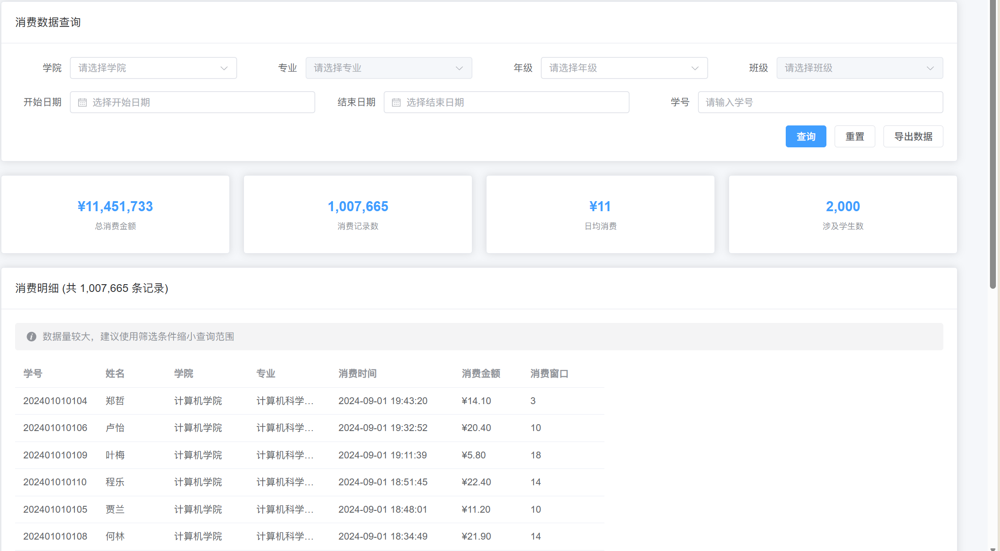 消费数据查询
学院 请选择学院 专业 请选择专业 年级 请选择年级 班级 请选择班级
开始日期 选择开始日期 结束日期 选择结束日期 学号 请输入学号
查询 重置 导出数据
¥11,451,733 1,007,665 ¥11 2,000
总消费金额 消费记录数 日均消费 涉及学生数
消费明细 (共 1,007,665 条记录)
数据量较大，建议使用筛选条件缩小查询范围
学号 姓名 学院 专业 消费时间 消费金额 消费窗口
202401010104 郑哲 计算机学院 计算机科学... 2024-09-01 19:43:20 ¥14.10 3
202401010106 卢怡 计算机学院 计算机科学... 2024-09-01 19:32:52 ¥20.40 10
202401010109 叶梅 计算机学院 计算机科学... 2024-09-01 19:11:39 ¥5.80 18
202401010110 程乐 计算机学院 计算机科学... 2024-09-01 18:51:45 ¥22.40 14
202401010105 贾兰 计算机学院 计算机科学... 2024-09-01 18:48:01 ¥11.20 10
202401010108 何林 计算机学院 计算机科学... 2024-09-01 18:34:49 ¥21.90 14